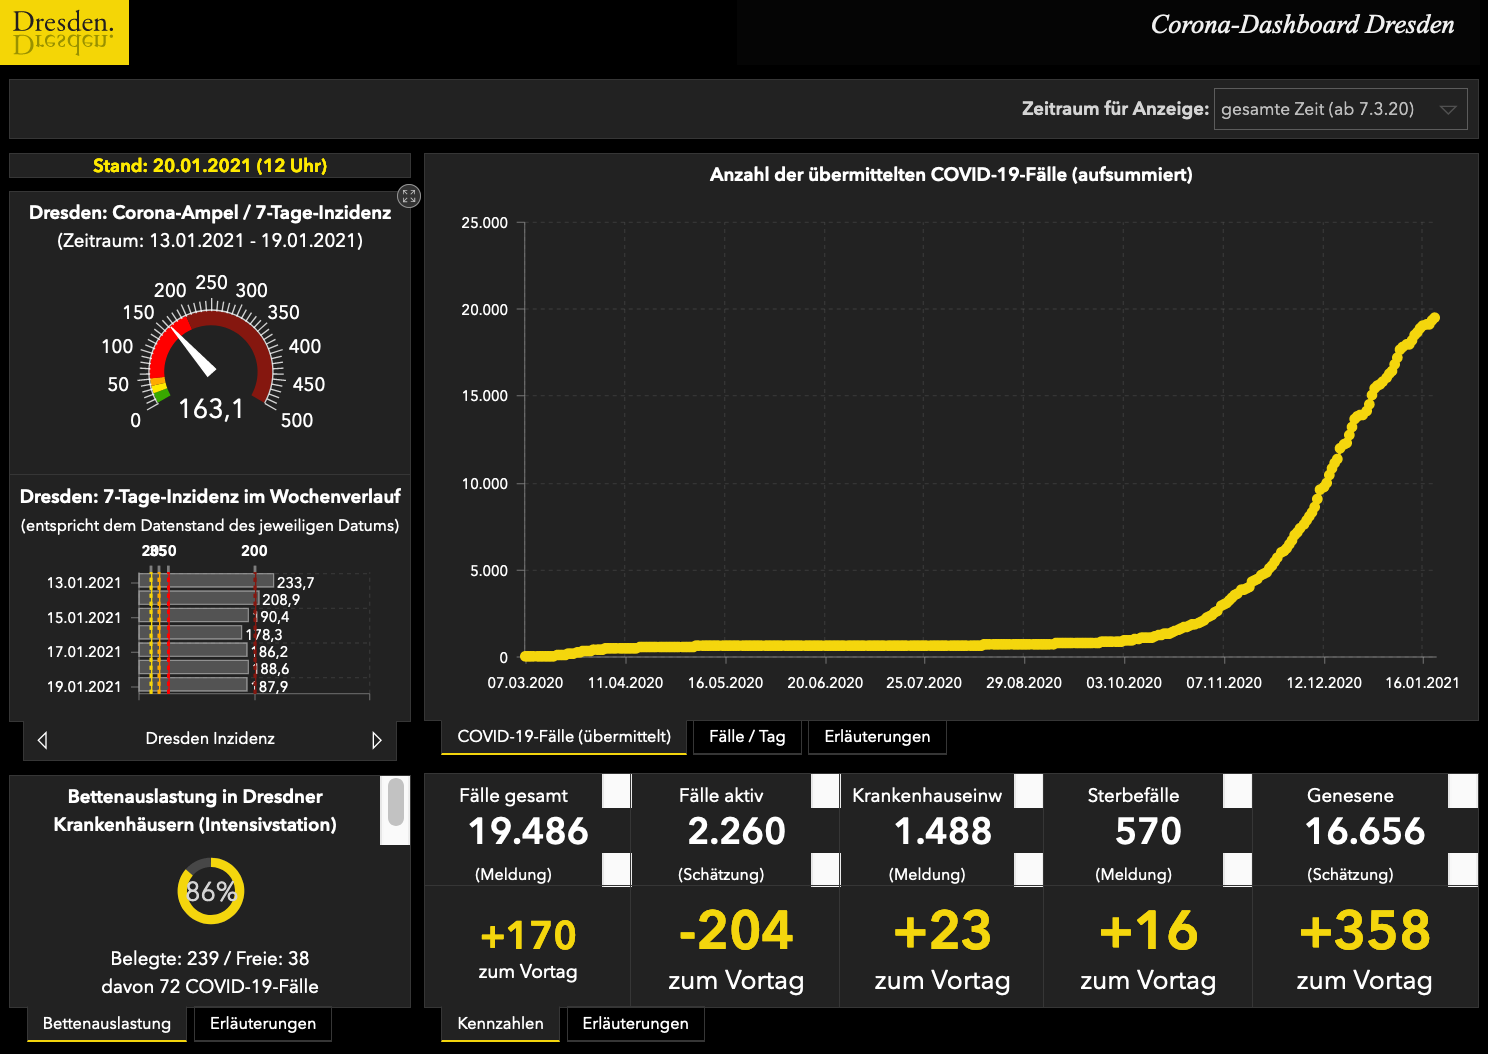 Dresden.
Corona-Dashboard Dresden
Zeitraum für Anzeige: gesamte Zeit (ab 7.3.20)
Stand: 20.01.2021 (12 Uhr)
Dresden: Corona-Ampel / 7-Tage-Inzidenz
(Zeitraum: 13.01.2021 - 19.01.2021)
0 50 100 150 200 250 300 350 400 450 500
163,1
Dresden: 7-Tage-Inzidenz im Wochenverlauf
(entspricht dem Datenstand des jeweiligen Datums)
50 200
13.01.2021 233,7
208,9
15.01.2021 190,4
178,3
17.01.2021 186,2
188,6
19.01.2021 187,9
Dresden Inzidenz
Bettenauslastung in Dresdner
Krankenhäusern (Intensivstation)
86%
Belegte: 239 / Freie: 38
davon 72 COVID-19-Fälle
Bettenauslastung Erläuterungen
Anzahl der übermittelten COVID-19-Fälle (aufsummiert)
25.000
20.000
15.000
10.000
5.000
0
07.03.2020 11.04.2020 16.05.2020 20.06.2020 25.07.2020 29.08.2020 03.10.2020 07.11.2020 12.12.2020 16.01.2021
COVID-19-Fälle (übermittelt) Fälle / Tag Erläuterungen
Fälle gesamt
19.486
(Meldung)
+170
zum Vortag
Fälle aktiv
2.260
(Schätzung)
-204
zum Vortag
Krankenhauseinw
1.488
(Meldung)
+23
zum Vortag
Sterbefälle
570
(Meldung)
+16
zum Vortag
Genesene
16.656
(Schätzung)
+358
zum Vortag
Kennzahlen Erläuterungen